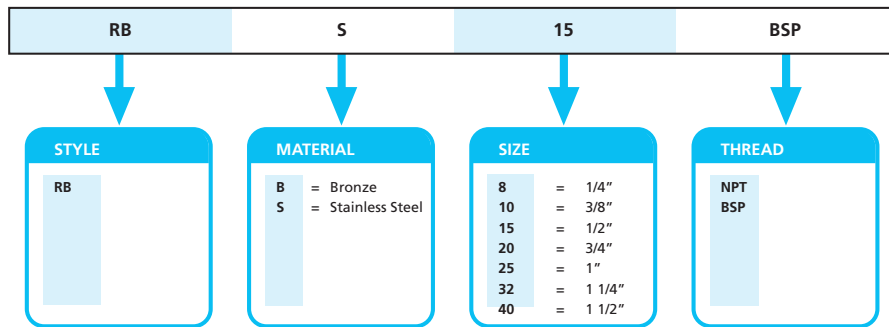 RB S 15 BSP
STYLE
RB
MATERIAL
B = Bronze
S = Stainless Steel
SIZE
8 = 1/4”
10 = 3/8”
15 = 1/2”
20 = 3/4”
25 = 1”
32 = 1 1/4”
40 = 1 1/2”
THREAD
NPT
BSP